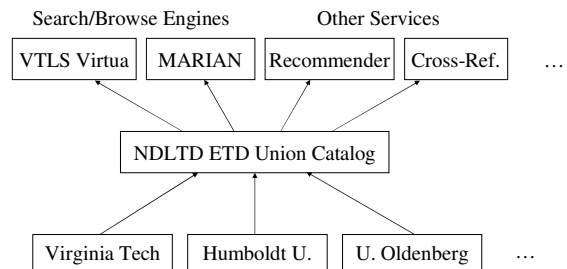 Search/Browse Engines Other Services
VTLS Virtua MARIAN Recommender Cross-Ref. …
NDLTD ETD Union Catalog
Virginia Tech Humboldt U. U. Oldenberg …